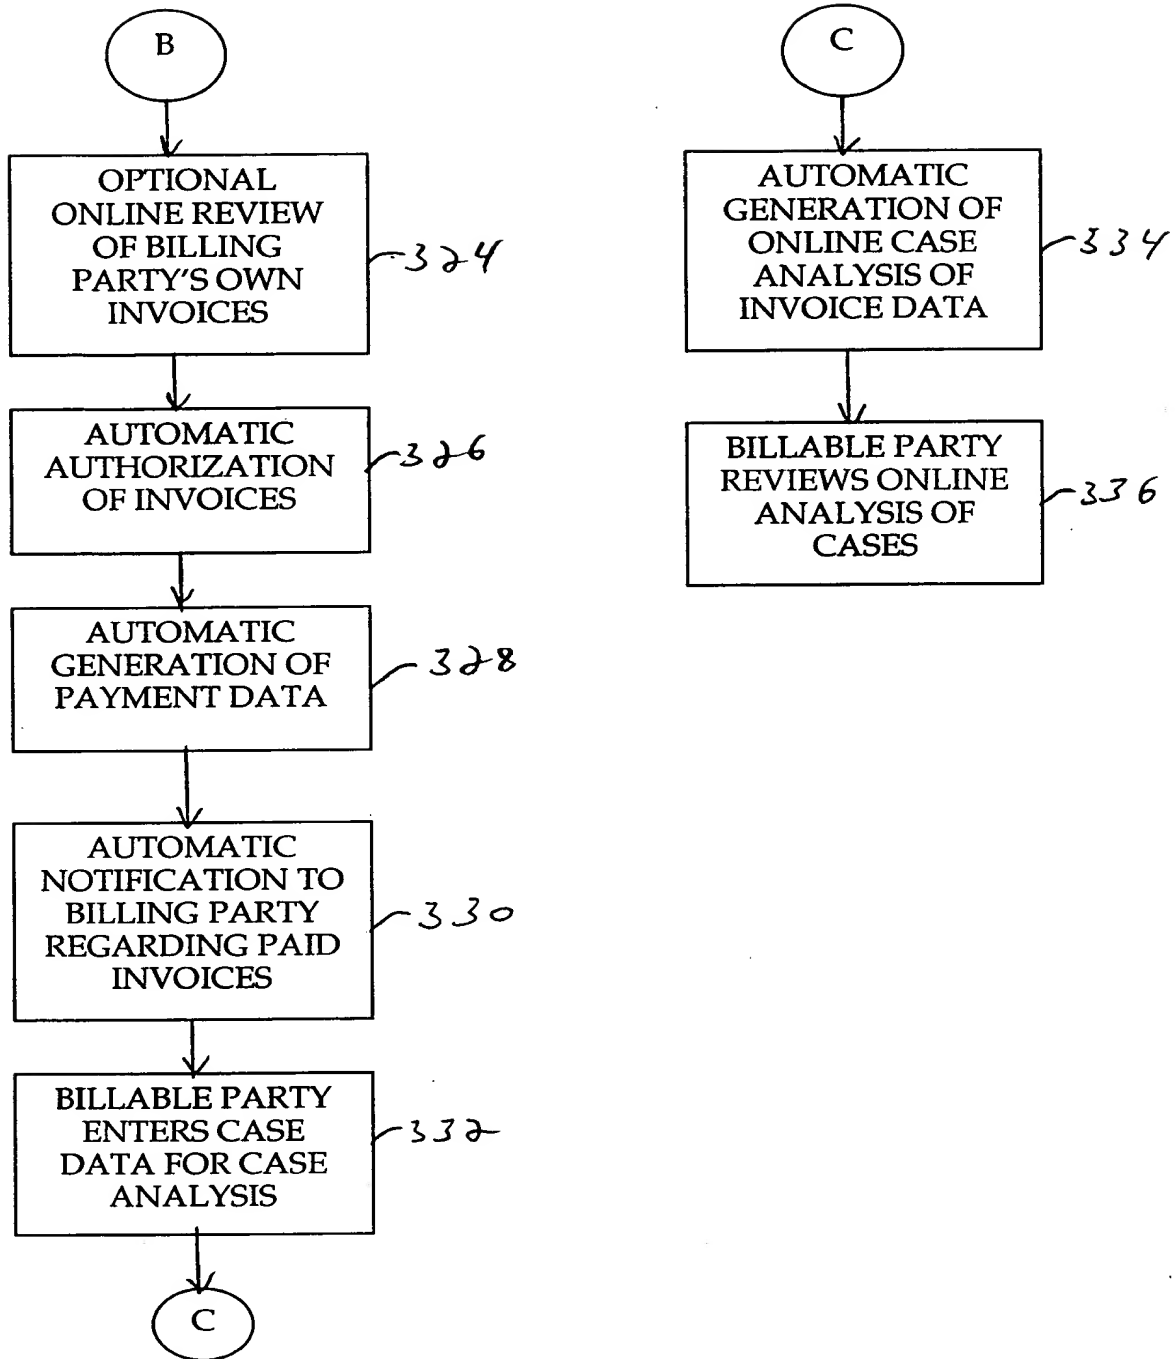 B
OPTIONAL
ONLINE REVIEW
OF BILLING
PARTY'S OWN
INVOICES
324
AUTOMATIC
AUTHORIZATION
OF INVOICES
326
AUTOMATIC
GENERATION OF
PAYMENT DATA
328
AUTOMATIC
NOTIFICATION TO
BILLING PARTY
REGARDING PAID
INVOICES
330
BILLABLE PARTY
ENTERS CASE
DATA FOR CASE
ANALYSIS
332
C
C
AUTOMATIC
GENERATION OF
ONLINE CASE
ANALYSIS OF
INVOICE DATA
334
BILLABLE PARTY
REVIEWS ONLINE
ANALYSIS OF
CASES
336